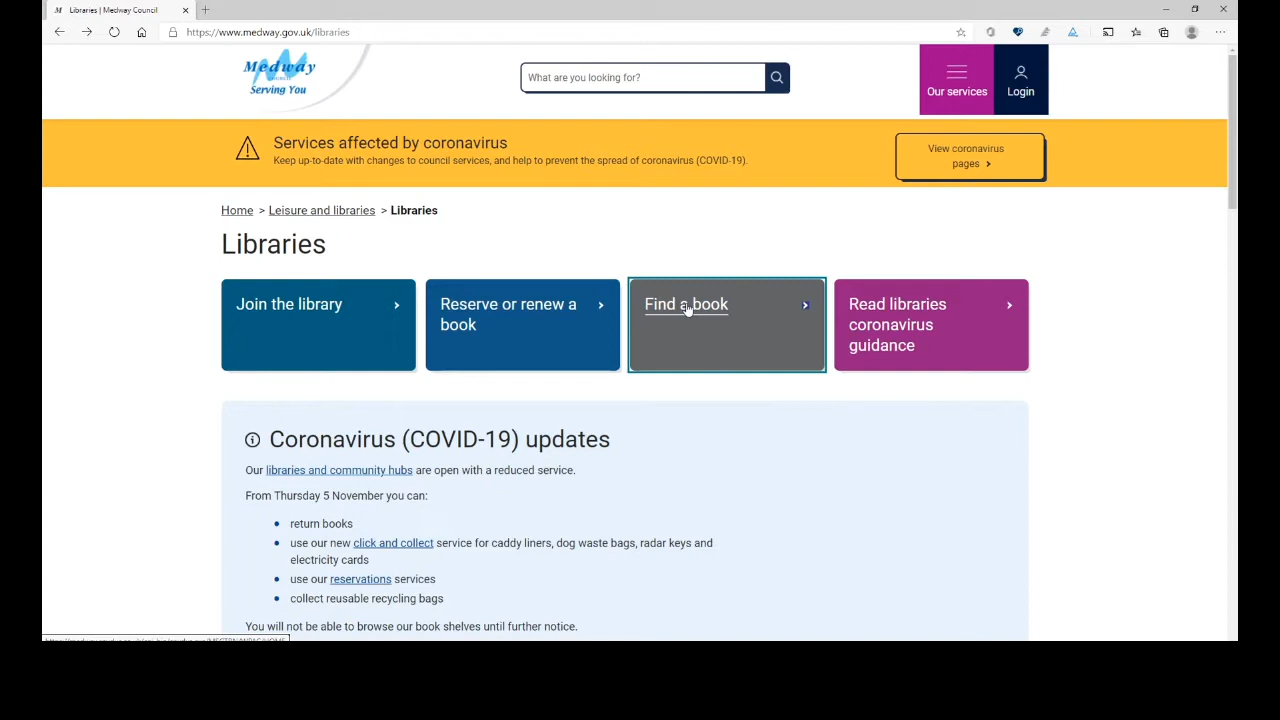 Libraries | Medway Council
https://www.medway.gov.uk/libraries
Medway
COUNCIL
Serving You
What are you looking for?
Our services
Login
Services affected by coronavirus
Keep up-to-date with changes to council services, and help to prevent the spread of coronavirus (COVID-19).
View coronavirus
pages
Home > Leisure and libraries > Libraries
Libraries
Join the library
Reserve or renew a
book
Find a book
Read libraries
coronavirus
guidance
Coronavirus (COVID-19) updates
Our libraries and community hubs are open with a reduced service.
From Thursday 5 November you can:
return books
use our new click and collect service for caddy liners, dog waste bags, radar keys and
electricity cards
use our reservations services
collect reusable recycling bags
You will not be able to browse our book shelves until further notice.